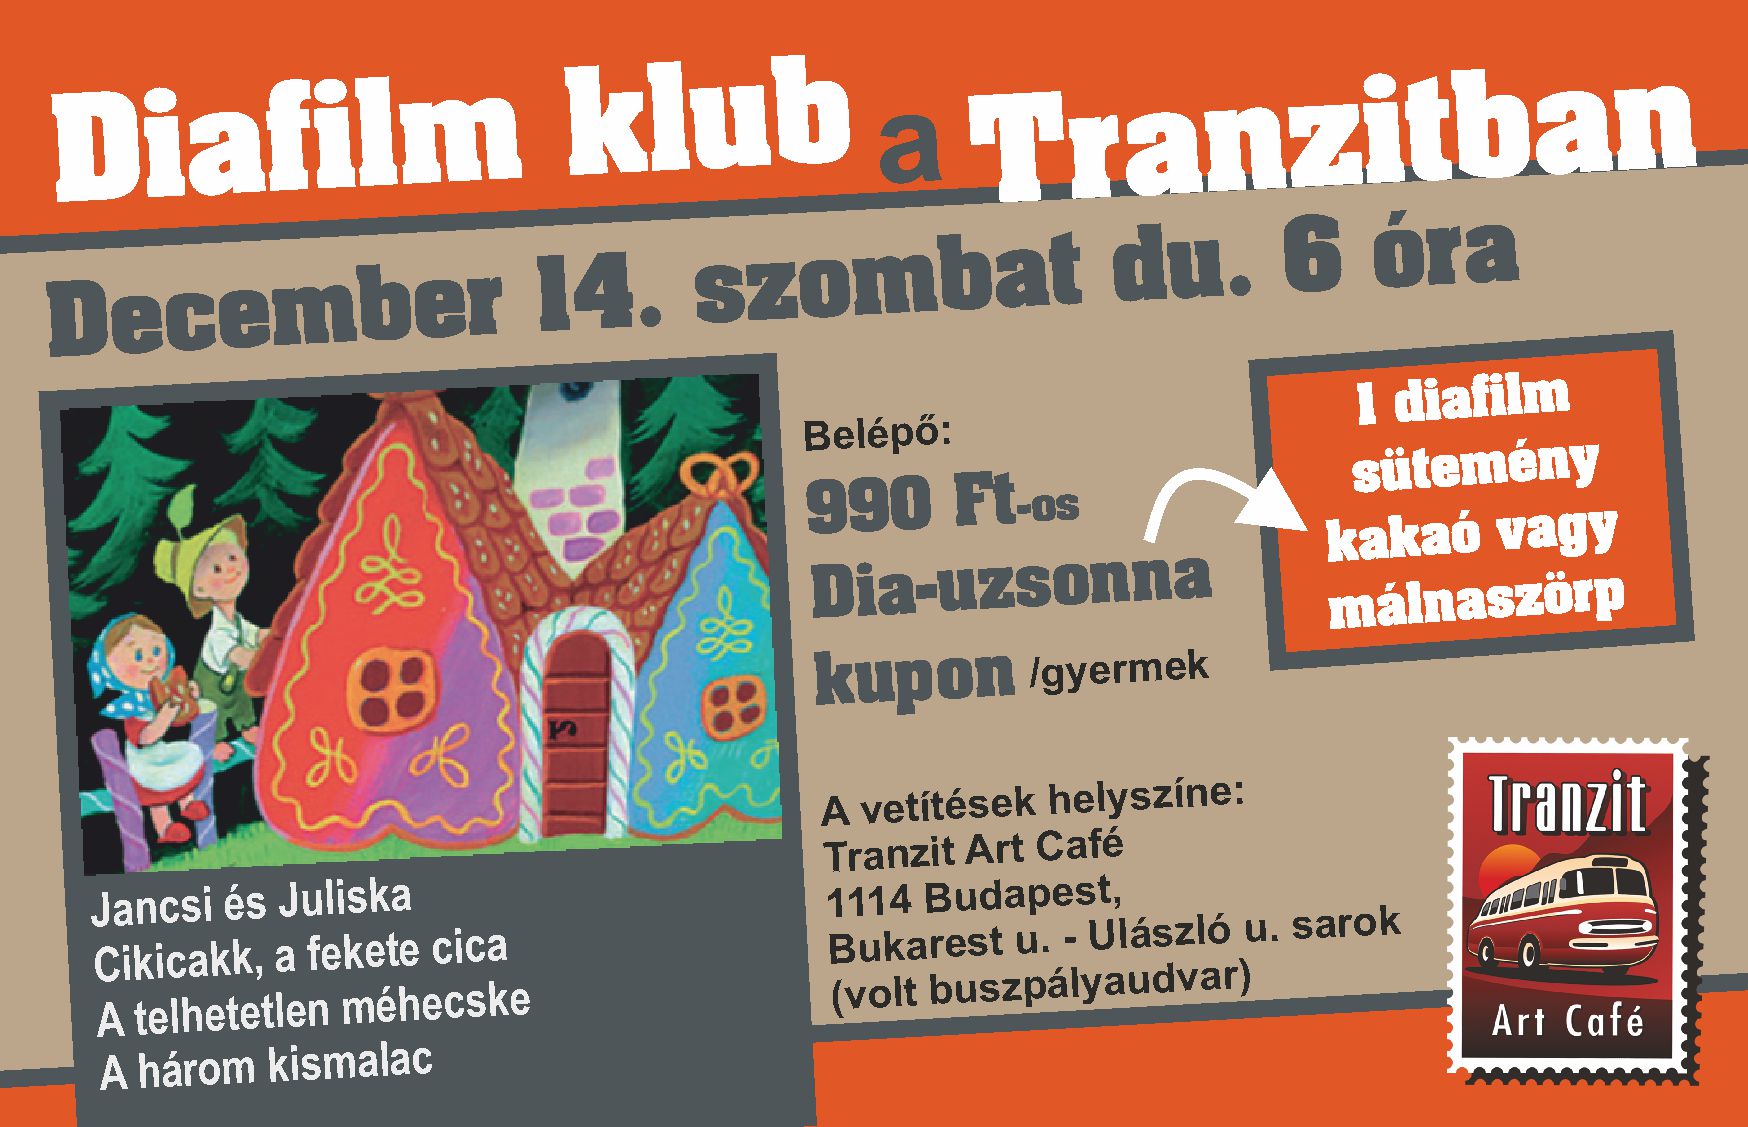 Diafilm klub a Tranzitban
December 14. szombat du. 6 óra
Belépő:
990 Ft-os
Dia-uzsonna
kupon /gyermek
1 diafilm
sütemény
kakaó vagy
málnaszörp
A vetítések helyszíne:
Tranzit Art Café
1114 Budapest,
Bukarest u. - Ulászló u. sarok
(volt buszpályaudvar)
Jancsi és Juliska
Cikicakk, a fekete cica
A telhetetlen méhecske
A három kismalac
Tranzit
Art Café